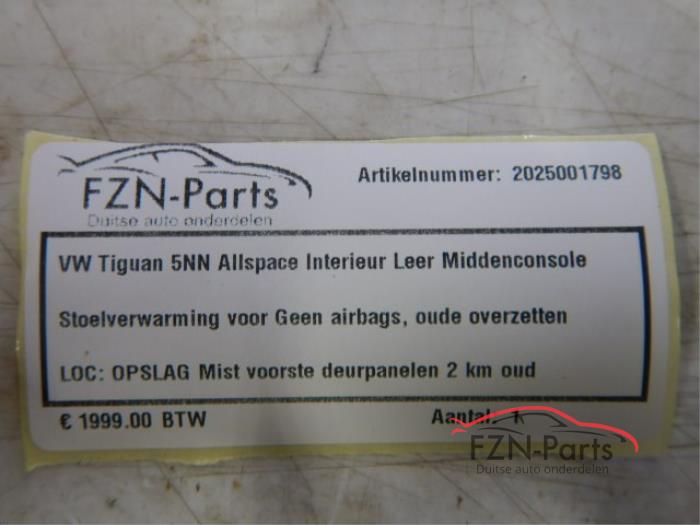 FZN-Parts
Duitse auto onderdelen
Artikelnummer: 2025001798
VW Tiguan 5NN Allspace Interieur Leer Middenconsole
Stoelverwarming voor Geen airbags, oude overzetten
LOC: OPSLAG Mist voorste deurpanelen 2 km oud
€ 1999.00 BTW
Aantal: 1
FZN-Parts
Duitse auto onderdelen